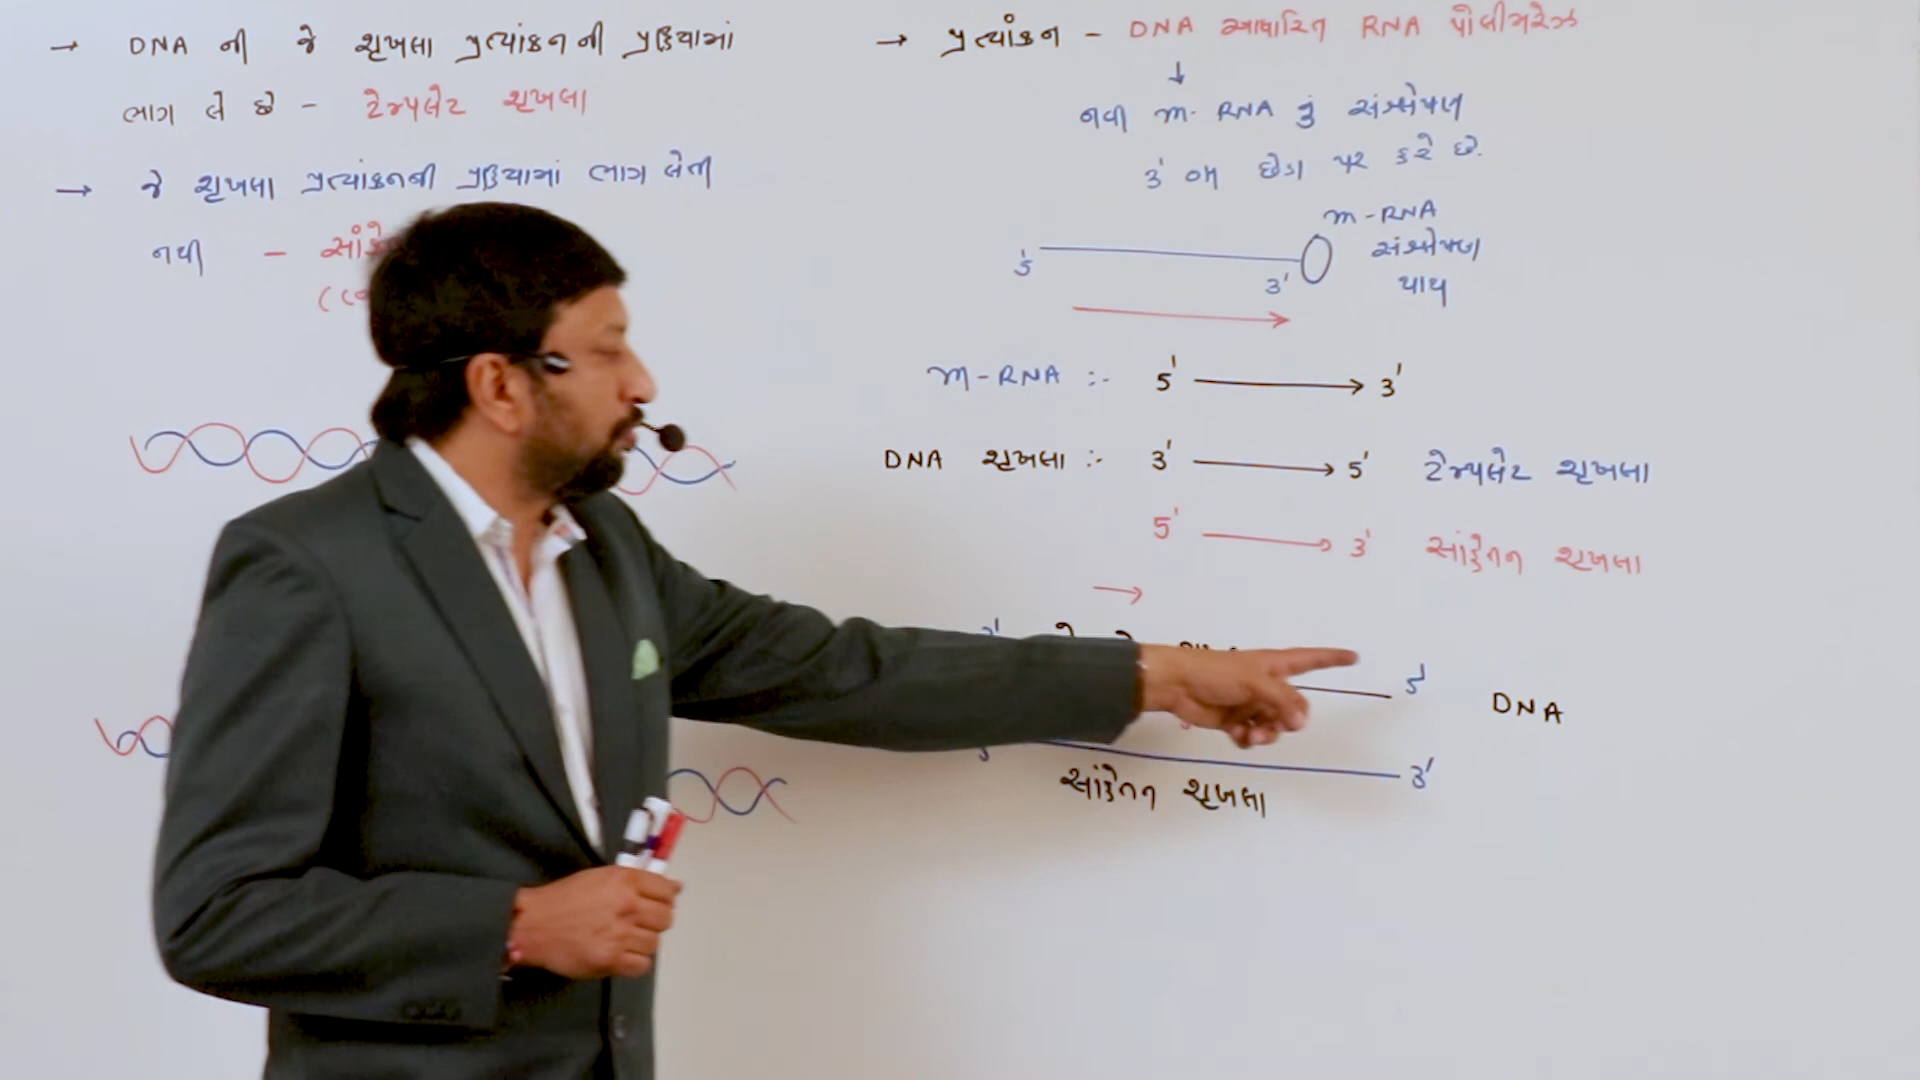 → DNA ની જે શૃંખલા પ્રત્યાંકનની પ્રક્રિયામાં
ભાગ લે છે - ટેમ્પલેટ શૃંખલા
→ જે શૃંખલા પ્રત્યાંકનની પ્રક્રિયામાં ભાગ લેતી
નથી -
→ પ્રત્યાંકન - DNA આધારિત RNA પોલીમરેઝ
↓
નવી m-RNA નું સંશ્લેષણ
3' OH છેડા પર કરે છે.
m-RNA
સંશ્લેષણ
થાય
5' 3'
m-RNA :- 5' → 3'
DNA શૃંખલા :- 3' → 5' ટેમ્પલેટ શૃંખલા
5' → 3' સાંકેતન શૃંખલા
→
5' DNA
3'
સાંકેતન શૃંખલા